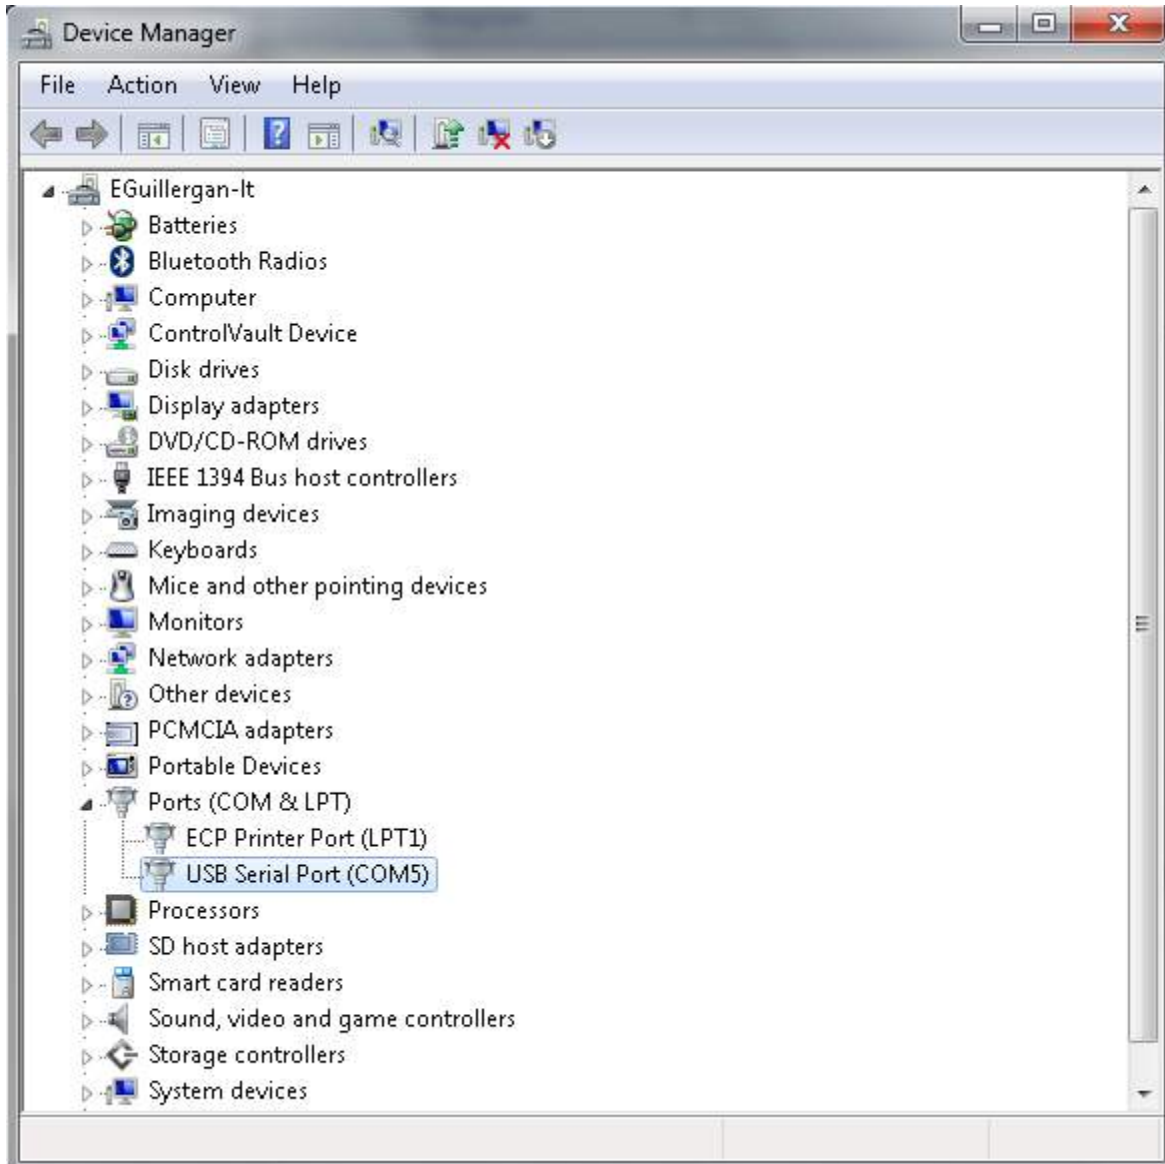 Device Manager
File Action View Help
EGuillergan-lt
Batteries
Bluetooth Radios
Computer
ControlVault Device
Disk drives
Display adapters
DVD/CD-ROM drives
IEEE 1394 Bus host controllers
Imaging devices
Keyboards
Mice and other pointing devices
Monitors
Network adapters
Other devices
PCMCIA adapters
Portable Devices
Ports (COM & LPT)
ECP Printer Port (LPT1)
USB Serial Port (COM5)
Processors
SD host adapters
Smart card readers
Sound, video and game controllers
Storage controllers
System devices